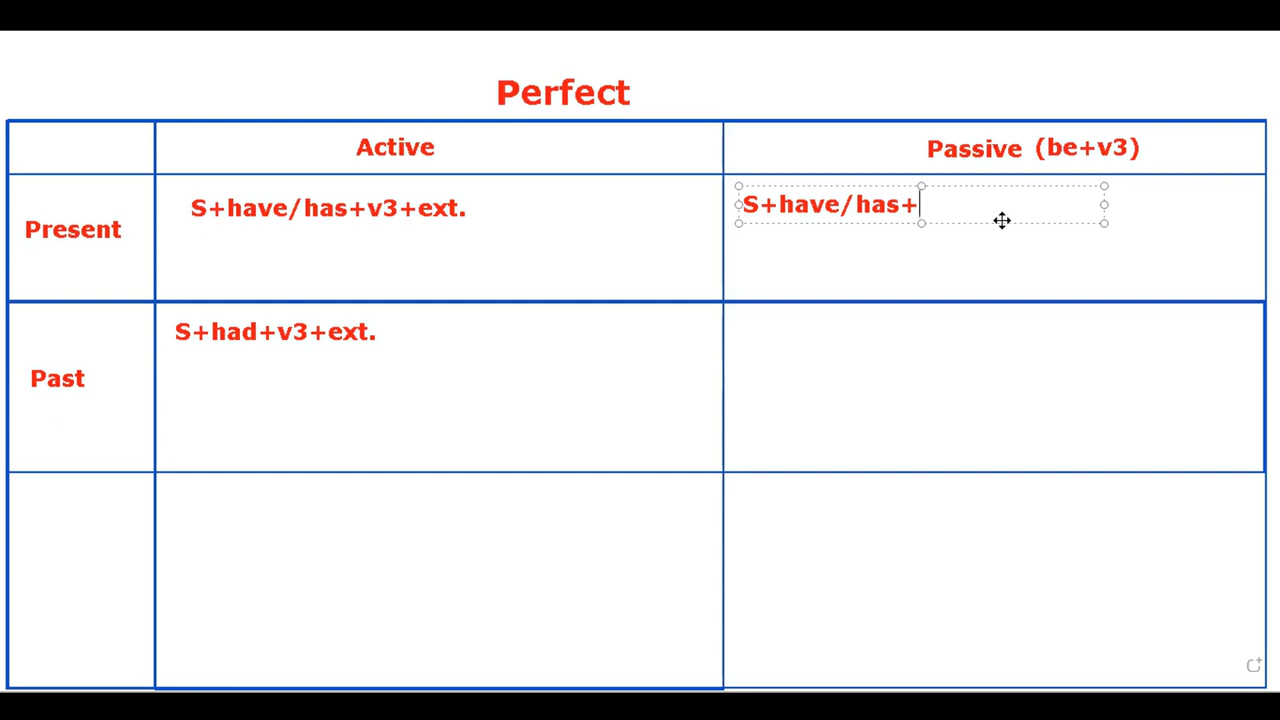 Perfect
Active
Passive (be+v3)
Present
S+have/has+v3+ext.
S+have/has+
Past
S+had+v3+ext.